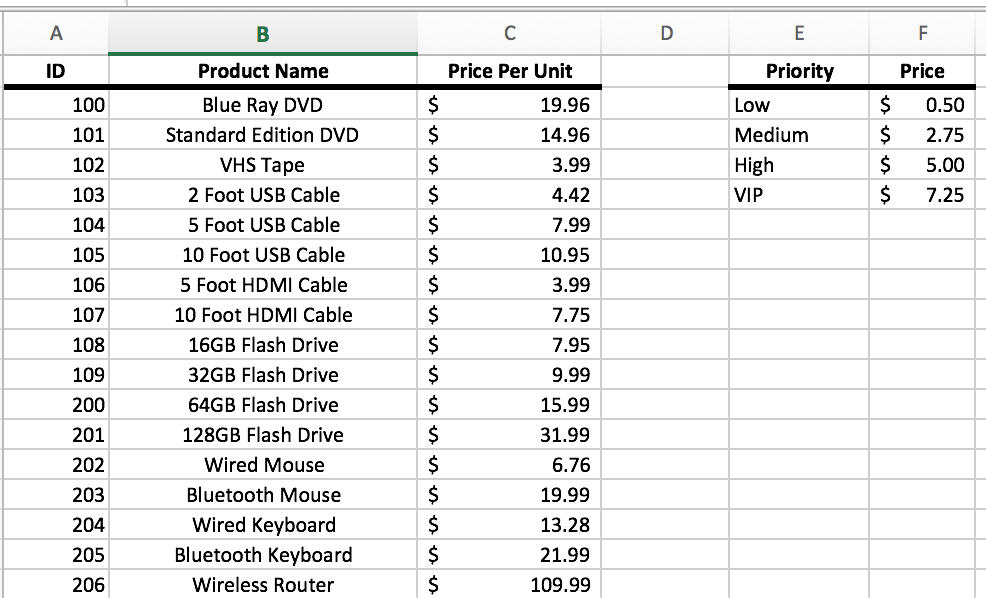 A B C D E F
ID Product Name Price Per Unit Priority Price
100 Blue Ray DVD $ 19.96 Low $ 0.50
101 Standard Edition DVD $ 14.96 Medium $ 2.75
102 VHS Tape $ 3.99 High $ 5.00
103 2 Foot USB Cable $ 4.42 VIP $ 7.25
104 5 Foot USB Cable $ 7.99
105 10 Foot USB Cable $ 10.95
106 5 Foot HDMI Cable $ 3.99
107 10 Foot HDMI Cable $ 7.75
108 16GB Flash Drive $ 7.95
109 32GB Flash Drive $ 9.99
200 64GB Flash Drive $ 15.99
201 128GB Flash Drive $ 31.99
202 Wired Mouse $ 6.76
203 Bluetooth Mouse $ 19.99
204 Wired Keyboard $ 13.28
205 Bluetooth Keyboard $ 21.99
206 Wireless Router $ 109.99